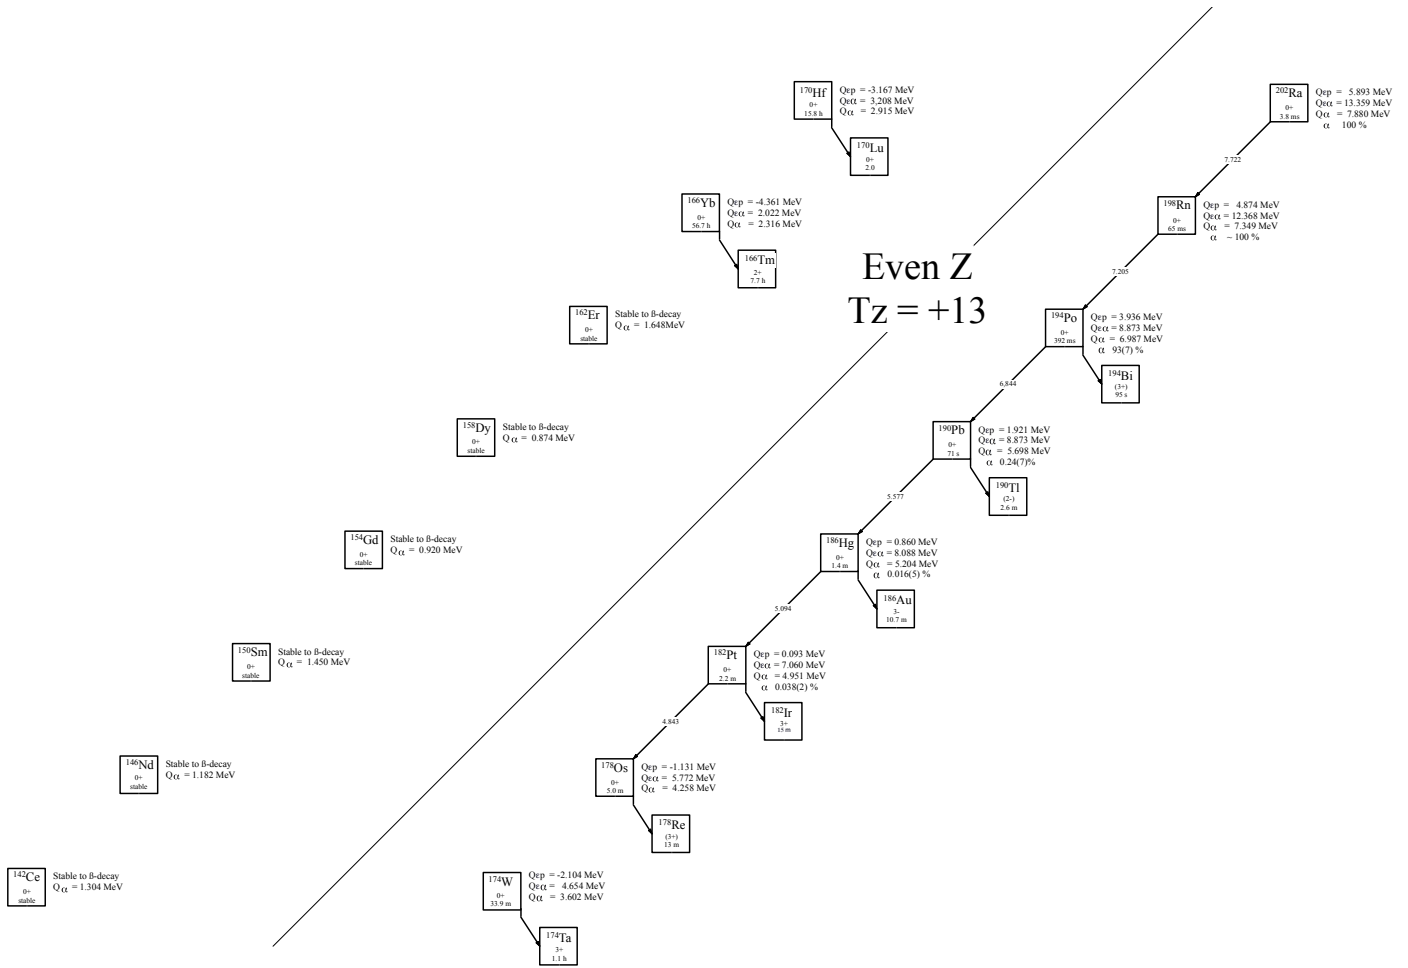 170Hf
0+
15.8 h
Qεp = -3.167 MeV
Qεα = 3,208 MeV
Qα = 2.915 MeV
170Lu
0+
2.0
202Ra
0+
3.8 ms
Qεp = 5.893 MeV
Qεα = 13.359 MeV
Qα = 7.880 MeV
α 100 %
7.722
166Yb
0+
56.7 h
Qεp = -4.361 MeV
Qεα = 2.022 MeV
Qα = 2.316 MeV
166Tm
2+
7.7 h
198Rn
0+
65 ms
Qεp = 4.874 MeV
Qεα = 12.368 MeV
Qα = 7.349 MeV
α ~ 100 %
7.205
Even Z
Tz = +13
162Er
0+
stable
Stable to ß-decay
Q α = 1.648MeV
194Po
0+
392 ms
Qεp = 3.936 MeV
Qεα = 8.873 MeV
Qα = 6.987 MeV
α 93(7) %
194Bi
(3+)
95 s
6.844
158Dy
0+
stable
Stable to ß-decay
Q α = 0.874 MeV
190Pb
0+
71 s
Qεp = 1.921 MeV
Qεα = 8.873 MeV
Qα = 5.698 MeV
α 0.24(7)%
190Tl
(2-)
2.6 m
5.577
154Gd
0+
stable
Stable to ß-decay
Q α = 0.920 MeV
186Hg
0+
1.4 m
Qεp = 0.860 MeV
Qεα = 8.088 MeV
Qα = 5.204 MeV
α 0.016(5) %
186Au
3-
10.7 m
5.094
150Sm
0+
stable
Stable to ß-decay
Q α = 1.450 MeV
182Pt
0+
2.2 m
Qεp = 0.093 MeV
Qεα = 7.060 MeV
Qα = 4.951 MeV
α 0.038(2) %
182Ir
3+
15 m
4.843
146Nd
0+
stable
Stable to ß-decay
Q α = 1.182 MeV
178Os
0+
5.0 m
Qεp = -1.131 MeV
Qεα = 5.772 MeV
Qα = 4.258 MeV
178Re
(3+)
13 m
142Ce
0+
stable
Stable to ß-decay
Q α = 1.304 MeV
174W
0+
33.9 m
Qεp = -2.104 MeV
Qεα = 4.654 MeV
Qα = 3.602 MeV
174Ta
3+
1.1 h